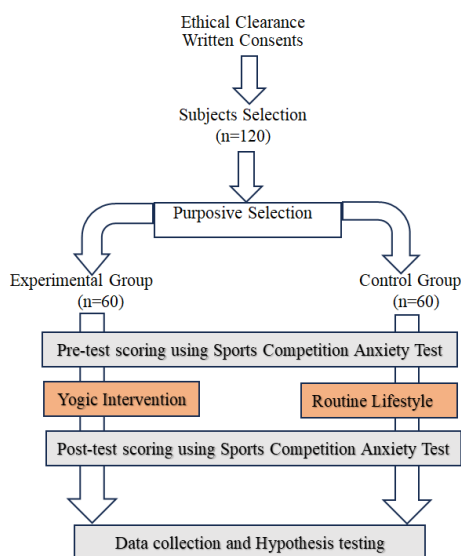 Ethical Clearance
Written Consents
Subjects Selection
(n=120)
Purposive Selection
Experimental Group
(n=60)
Control Group
(n=60)
Pre-test scoring using Sports Competition Anxiety Test
Yogic Intervention
Routine Lifestyle
Post-test scoring using Sports Competition Anxiety Test
Data collection and Hypothesis testing